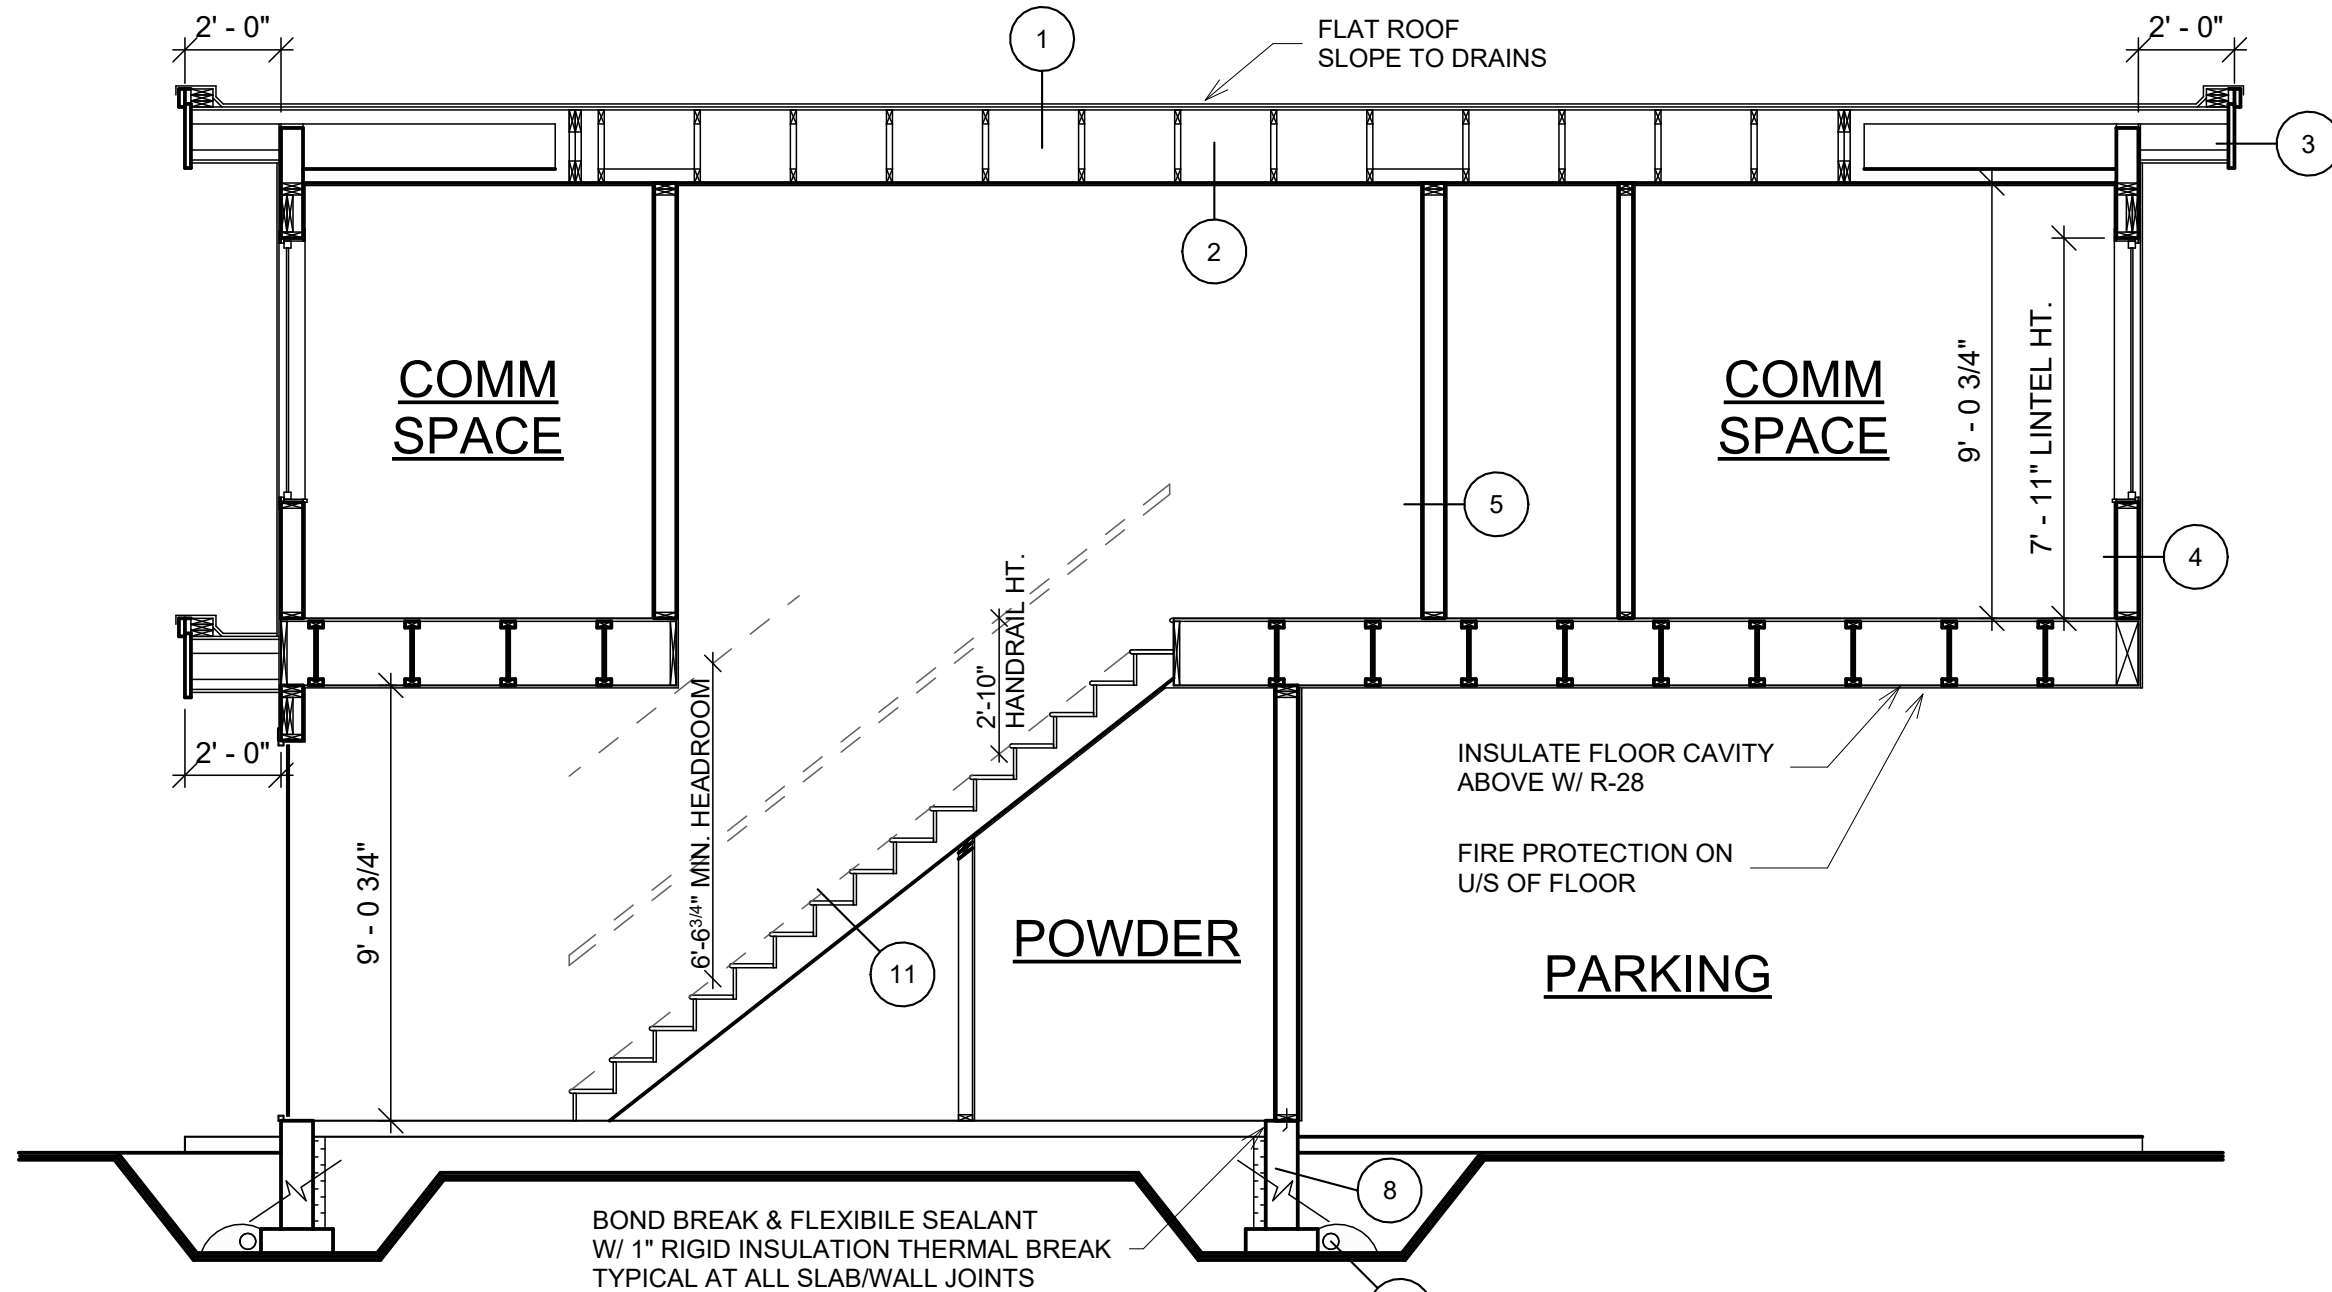 2' - 0"
1
FLAT ROOF
SLOPE TO DRAINS
2' - 0"
3
2
COMM
SPACE
COMM
SPACE
9' - 0 3/4"
7' - 11" LINTEL HT.
5
4
2'-10"
HANDRAIL HT.
6'-6 3/4" MIN. HEADROOM
2' - 0"
9' - 0 3/4"
INSULATE FLOOR CAVITY
ABOVE W/ R-28
FIRE PROTECTION ON
U/S OF FLOOR
11
POWDER
PARKING
8
BOND BREAK & FLEXIBILE SEALANT
W/ 1" RIGID INSULATION THERMAL BREAK
TYPICAL AT ALL SLAB/WALL JOINTS